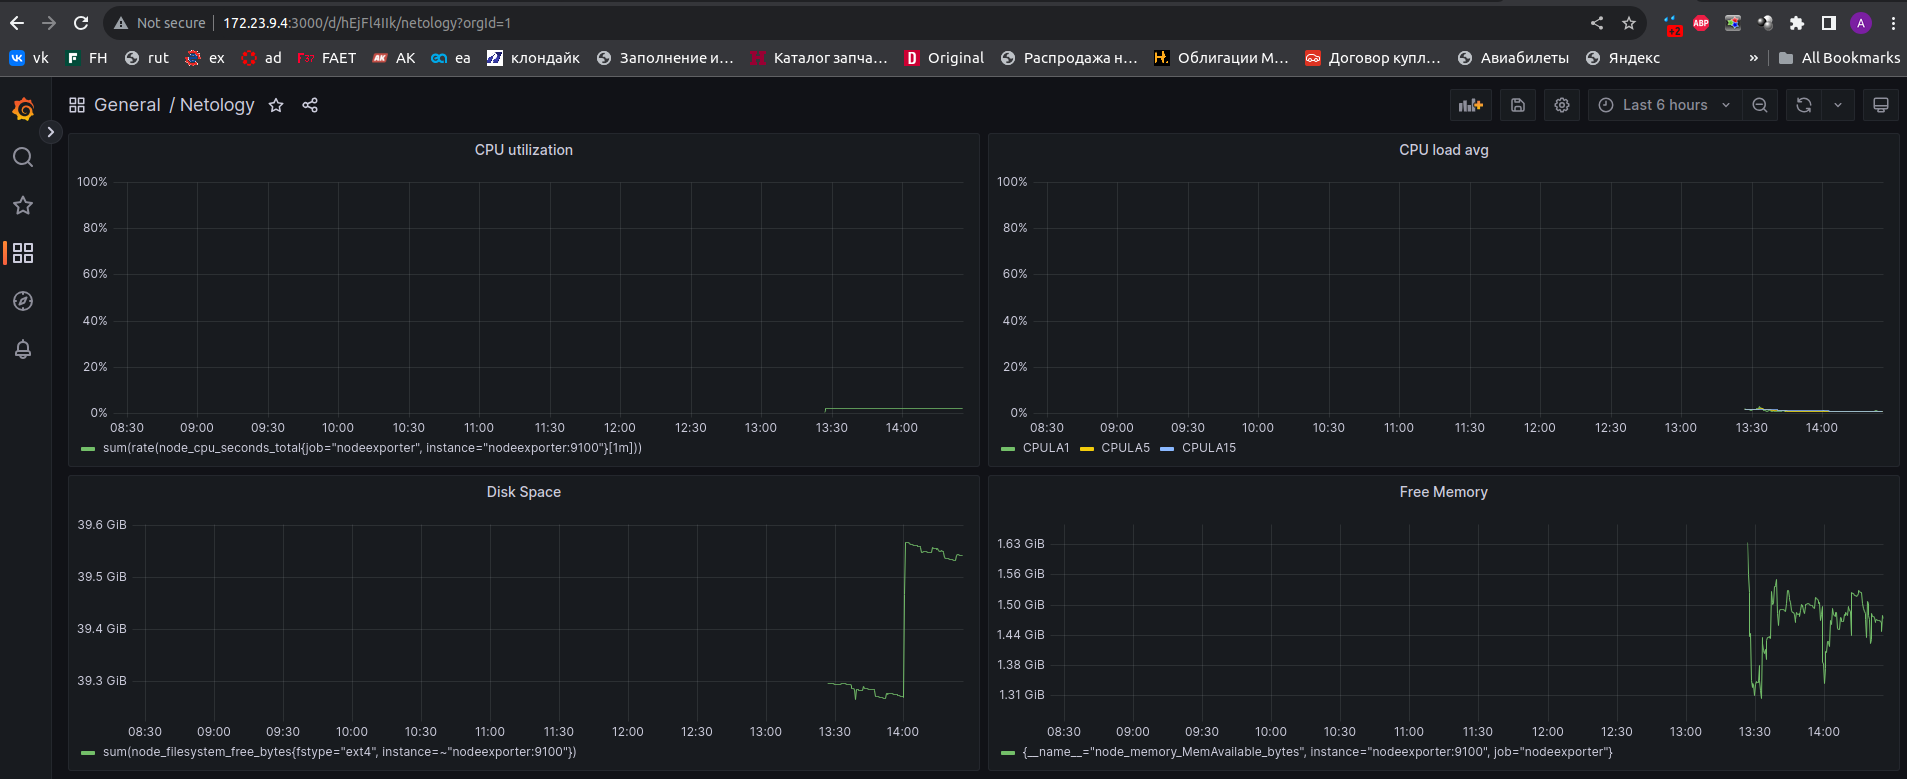 Not secure 172.23.9.4:3000/d/hEjFl4IIk/netology?orgId=1
+2 ABP A
vk FH rut ex ad FAET AK ea клондайк Заполнение и… Каталог запча… Original Распродажа н… Облигации М… Договор купл… Авиабилеты Яндекс » All Bookmarks
General / Netology Last 6 hours
CPU utilization
100%
80%
60%
40%
20%
0%
08:30 09:00 09:30 10:00 10:30 11:00 11:30 12:00 12:30 13:00 13:30 14:00
sum(rate(node_cpu_seconds_total{job="nodeexporter", instance="nodeexporter:9100"}[1m]))
CPU load avg
100%
80%
60%
40%
20%
0%
08:30 09:00 09:30 10:00 10:30 11:00 11:30 12:00 12:30 13:00 13:30 14:00
CPULA1 CPULA5 CPULA15
Disk Space
39.6 GiB
39.5 GiB
39.4 GiB
39.3 GiB
08:30 09:00 09:30 10:00 10:30 11:00 11:30 12:00 12:30 13:00 13:30 14:00
sum(node_filesystem_free_bytes{fstype="ext4", instance=~"nodeexporter:9100"})
Free Memory
1.63 GiB
1.56 GiB
1.50 GiB
1.44 GiB
1.38 GiB
1.31 GiB
08:30 09:00 09:30 10:00 10:30 11:00 11:30 12:00 12:30 13:00 13:30 14:00
{__name__="node_memory_MemAvailable_bytes", instance="nodeexporter:9100", job="nodeexporter"}